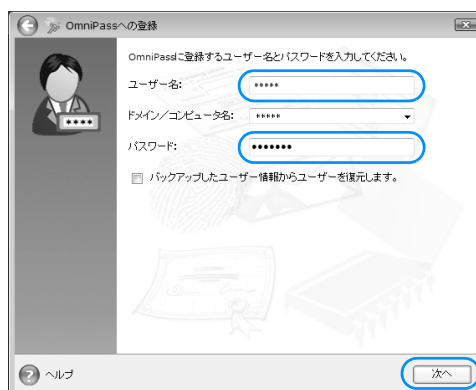 OmniPassへの登録
OmniPassに登録するユーザー名とパスワードを入力してください。
ユーザー名: *****
ドメイン/コンピュータ名: *****
パスワード: ●●●●●●●
****
バックアップしたユーザー情報からユーザーを復元します。
ヘルプ
次へ